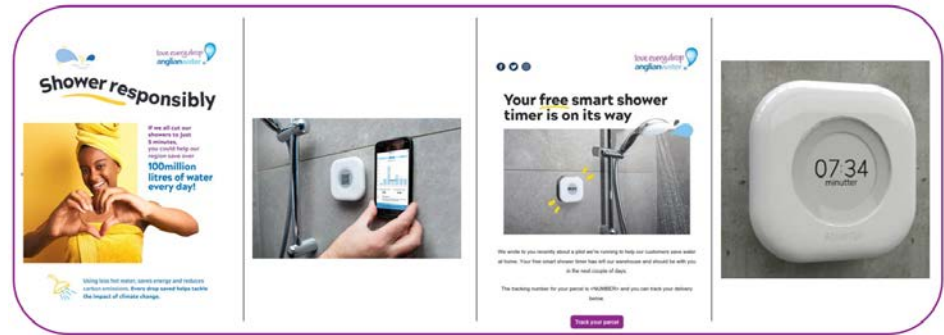 love every drop
anglianwater
Shower responsibly
If we all cut our
showers to just
5 minutes,
you could help our
region save over
100million
litres of water
every day!
Using less hot water, saves energy and reduces
carbon emissions. Every drop saved helps tackle
the impact of climate change.
love every drop
anglianwater
Your free smart shower
timer is on its way
We wrote to you recently about a pilot we're running to help our customers save water
at home. Your free smart shower timer has left our warehouse and should be with you
in the next couple of days.
The tracking number for your parcel is <NUMBER> and you can track your delivery
below.
Track your parcel
07:34
minutter